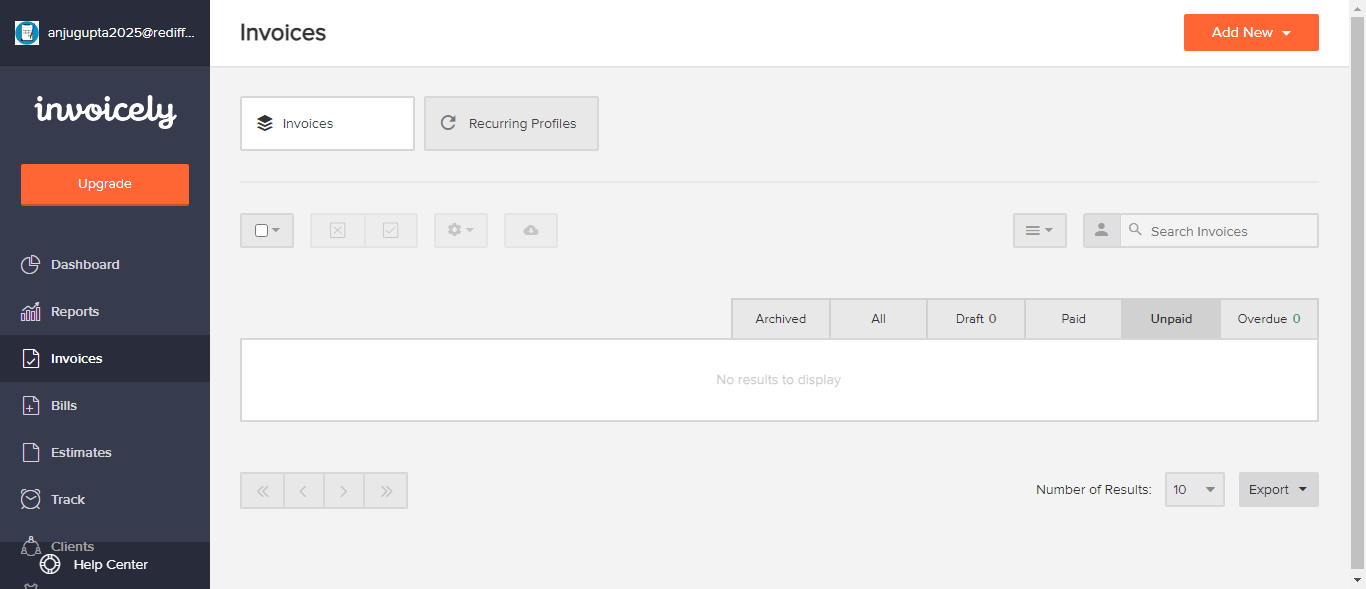 anjugupta2025@rediff...
Invoices
Add New
invoicely
Upgrade
Dashboard
Reports
Invoices
Bills
Estimates
Track
Clients
Help Center
Invoices
Recurring Profiles
Search Invoices
Archived
All
Draft 0
Paid
Unpaid
Overdue 0
No results to display
Number of Results:
10
Export